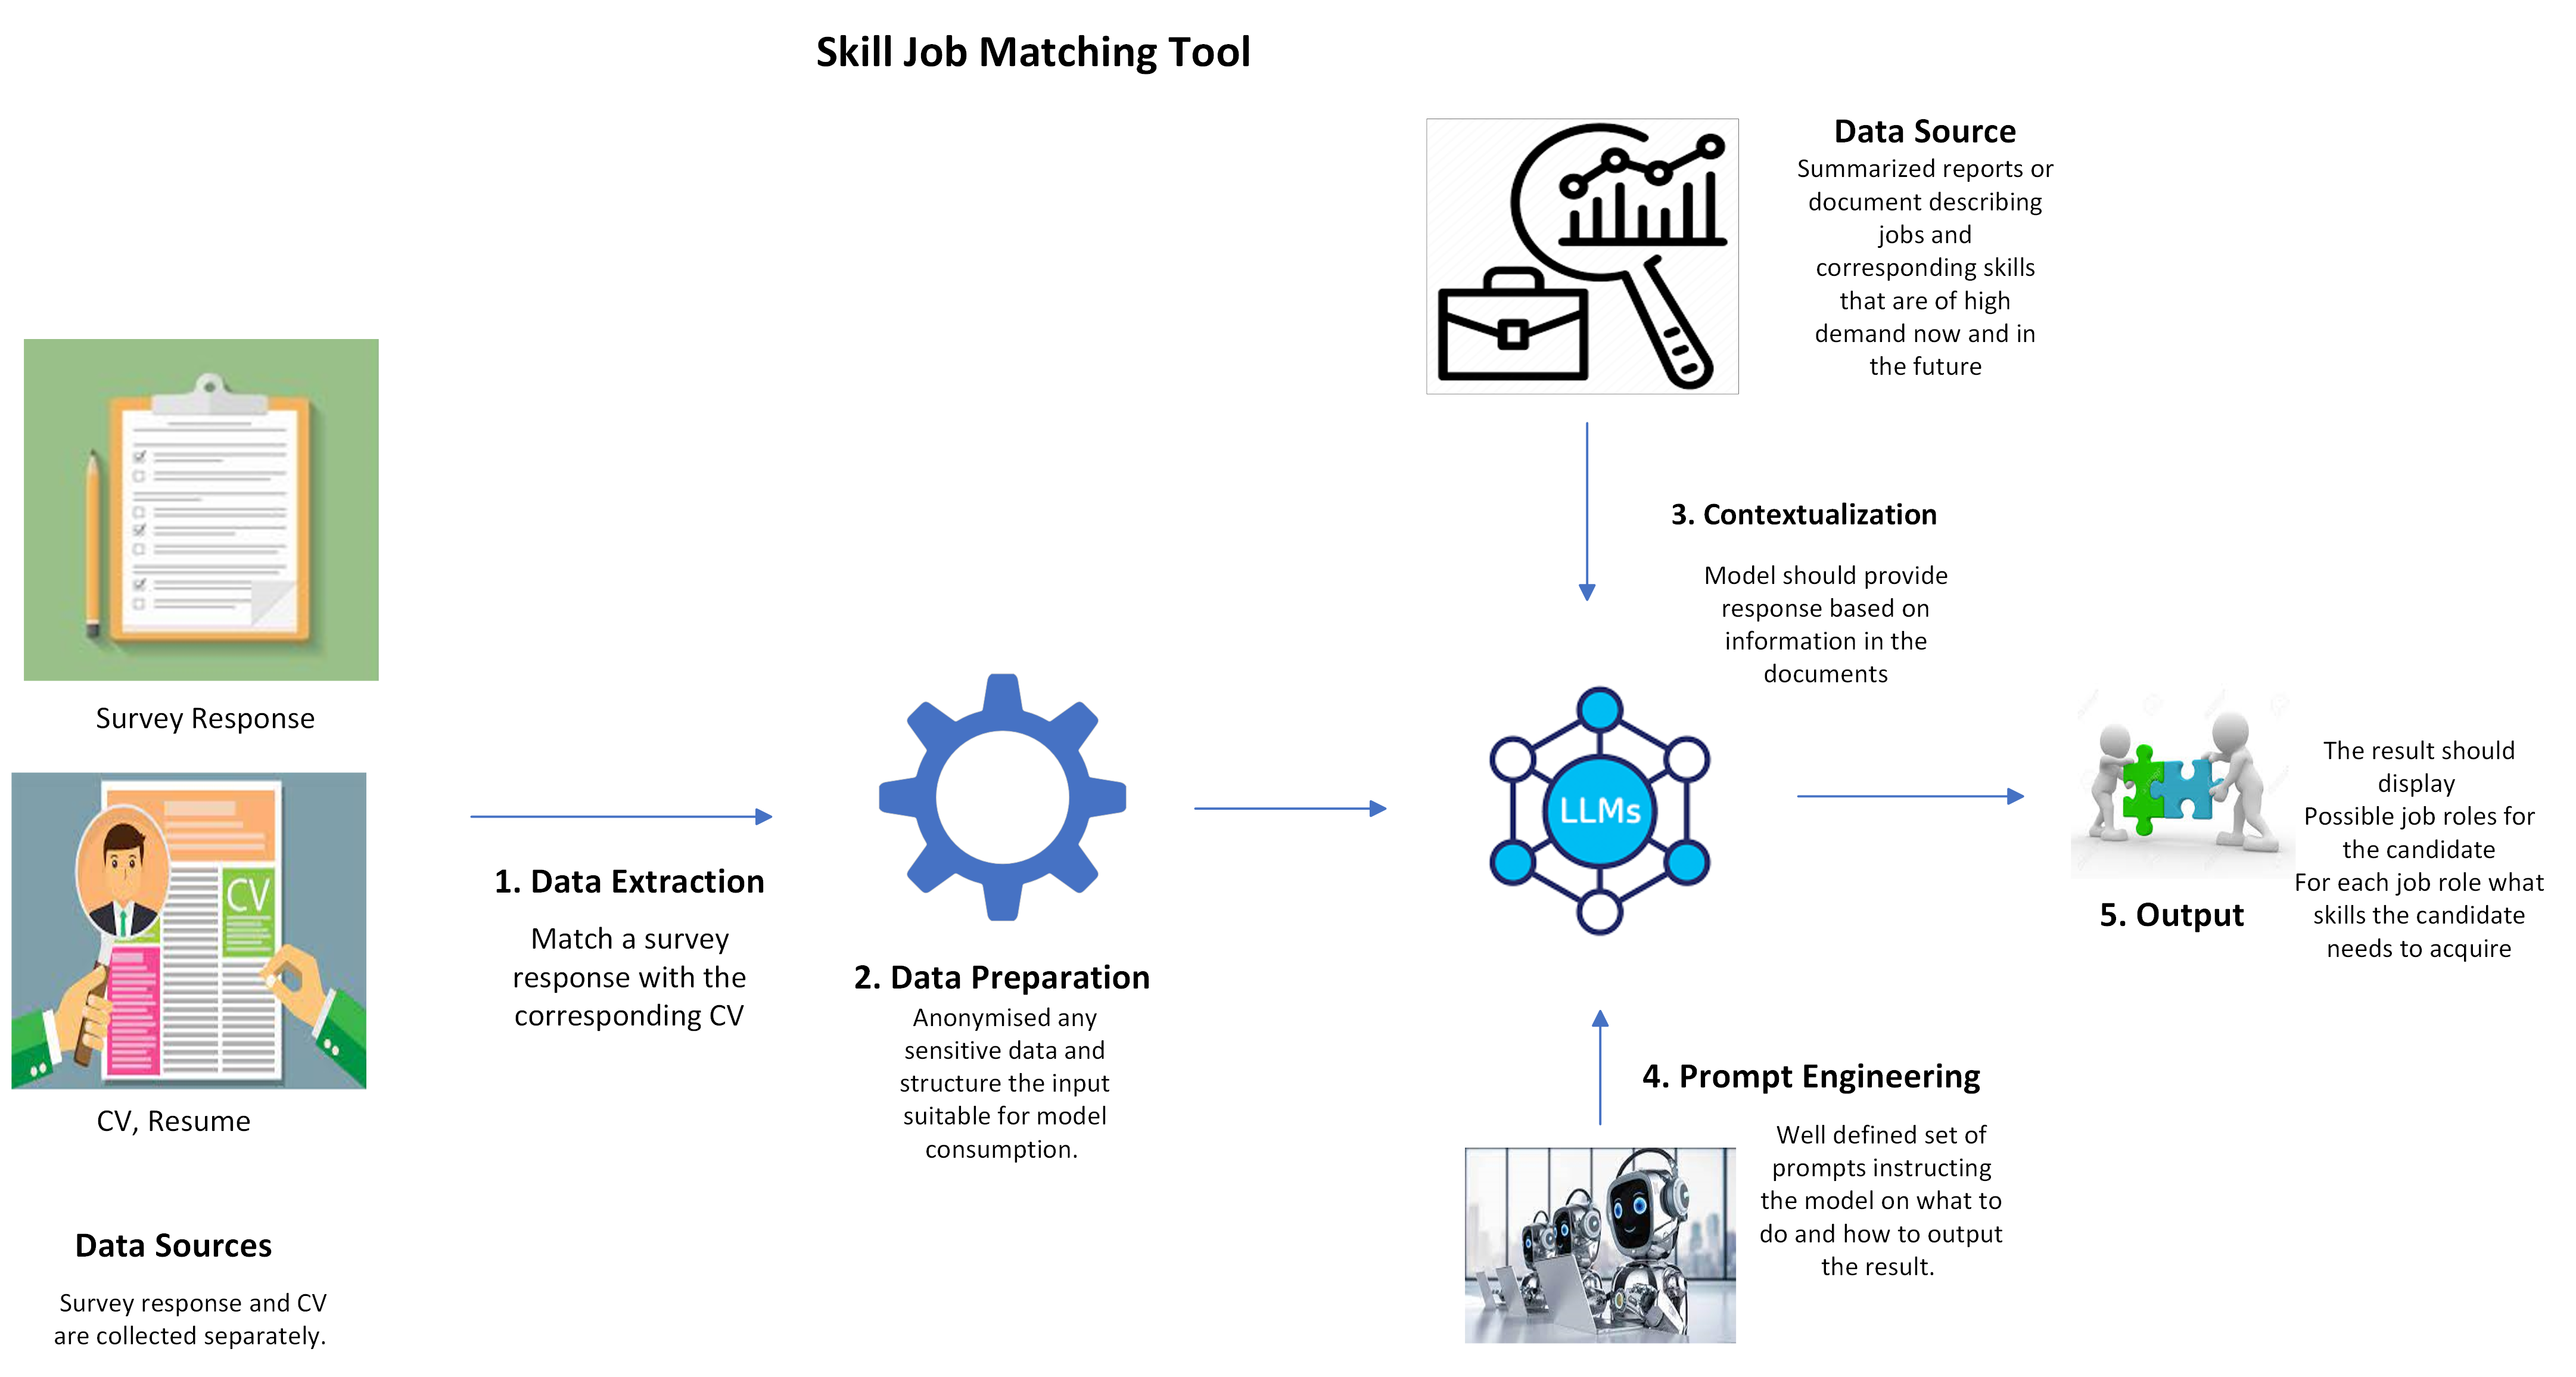 Skill Job Matching Tool
Data Source
Summarized reports or
document describing
jobs and
corresponding skills
that are of high
demand now and in
the future
Survey Response
CV
CV, Resume
Data Sources
Survey response and CV
are collected separately.
1. Data Extraction
Match a survey
response with the
corresponding CV
2. Data Preparation
Anonymised any
sensitive data and
structure the input
suitable for model
consumption.
3. Contextualization
Model should provide
response based on
information in the
documents
LLMs
4. Prompt Engineering
Well defined set of
prompts instructing
the model on what to
do and how to output
the result.
5. Output
The result should
display
Possible job roles for
the candidate
For each job role what
skills the candidate
needs to acquire